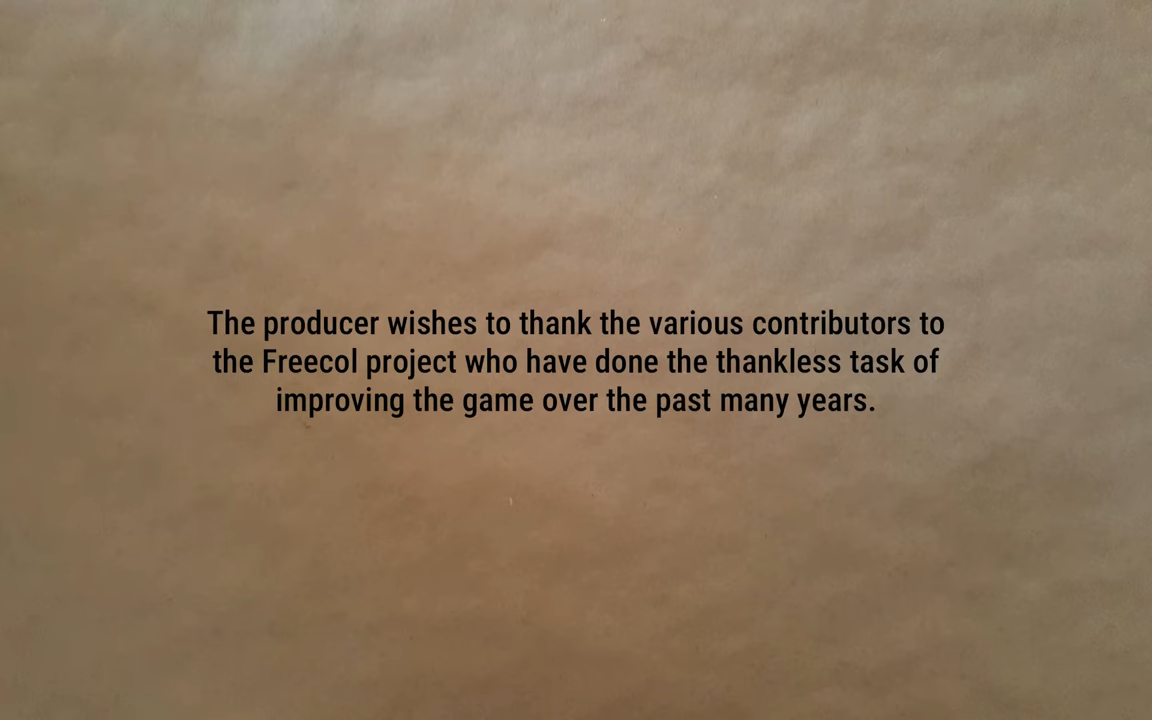 The producer wishes to thank the various contributors to
the Freecol project who have done the thankless task of
improving the game over the past many years.